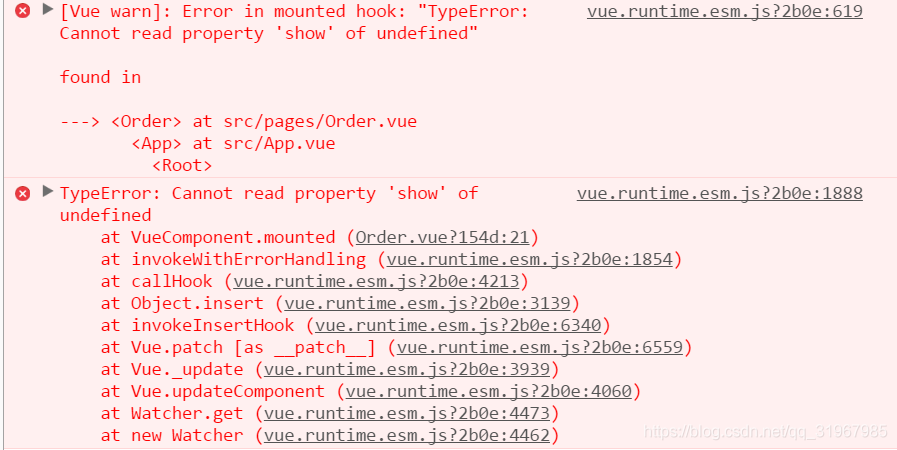 [Vue warn]: Error in mounted hook: "TypeError: vue.runtime.esm.js?2b0e:619
Cannot read property 'show' of undefined"
found in
---> <Order> at src/pages/Order.vue
<App> at src/App.vue
<Root>
TypeError: Cannot read property 'show' of vue.runtime.esm.js?2b0e:1888
undefined
at VueComponent.mounted (Order.vue?154d:21)
at invokeWithErrorHandling (vue.runtime.esm.js?2b0e:1854)
at callHook (vue.runtime.esm.js?2b0e:4213)
at Object.insert (vue.runtime.esm.js?2b0e:3139)
at invokeInsertHook (vue.runtime.esm.js?2b0e:6340)
at Vue.patch [as __patch__] (vue.runtime.esm.js?2b0e:6559)
at Vue._update (vue.runtime.esm.js?2b0e:3939)
at Vue.updateComponent (vue.runtime.esm.js?2b0e:4060)
at Watcher.get (vue.runtime.esm.js?2b0e:4473)
at new Watcher (vue.runtime.esm.js?2b0e:4462)
https://blog.csdn.net/qq_31967985